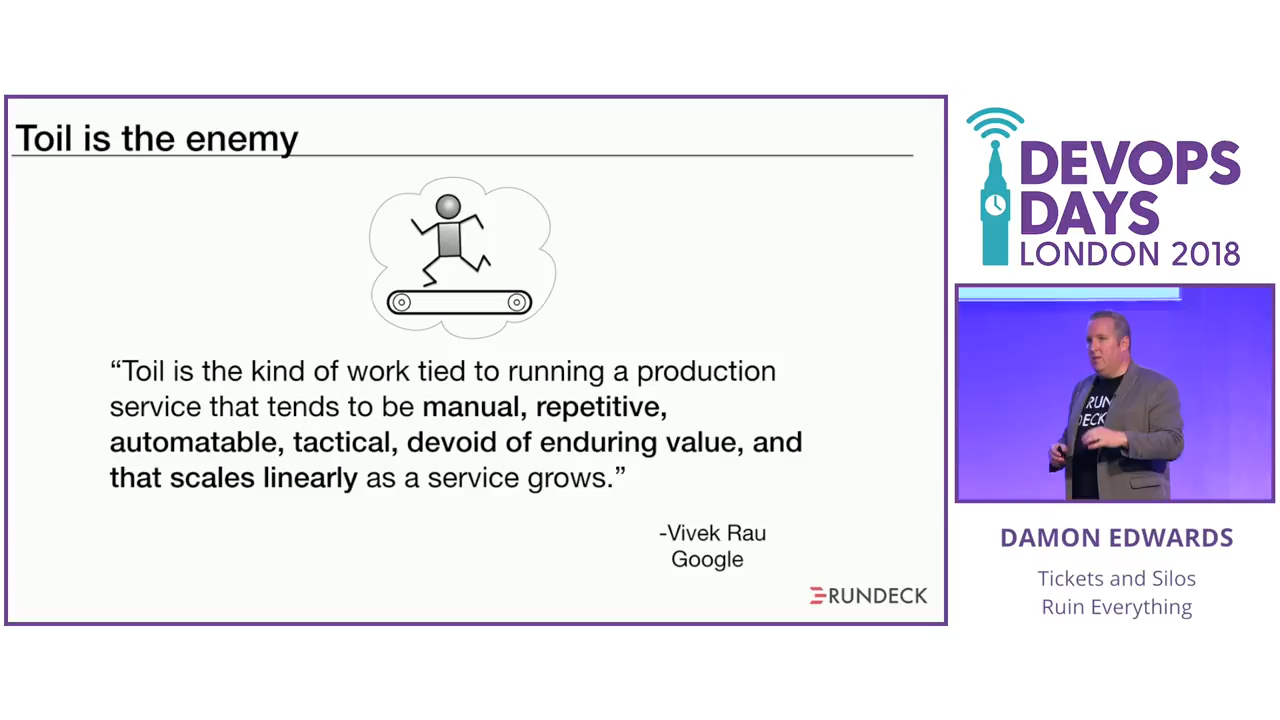 Toil is the enemy
“Toil is the kind of work tied to running a production
service that tends to be manual, repetitive,
automatable, tactical, devoid of enduring value, and
that scales linearly as a service grows.”
-Vivek Rau
Google
RUNDECK
DEVOPS
DAYS
LONDON 2018
RUN
DECK
DAMON EDWARDS
Tickets and Silos
Ruin Everything